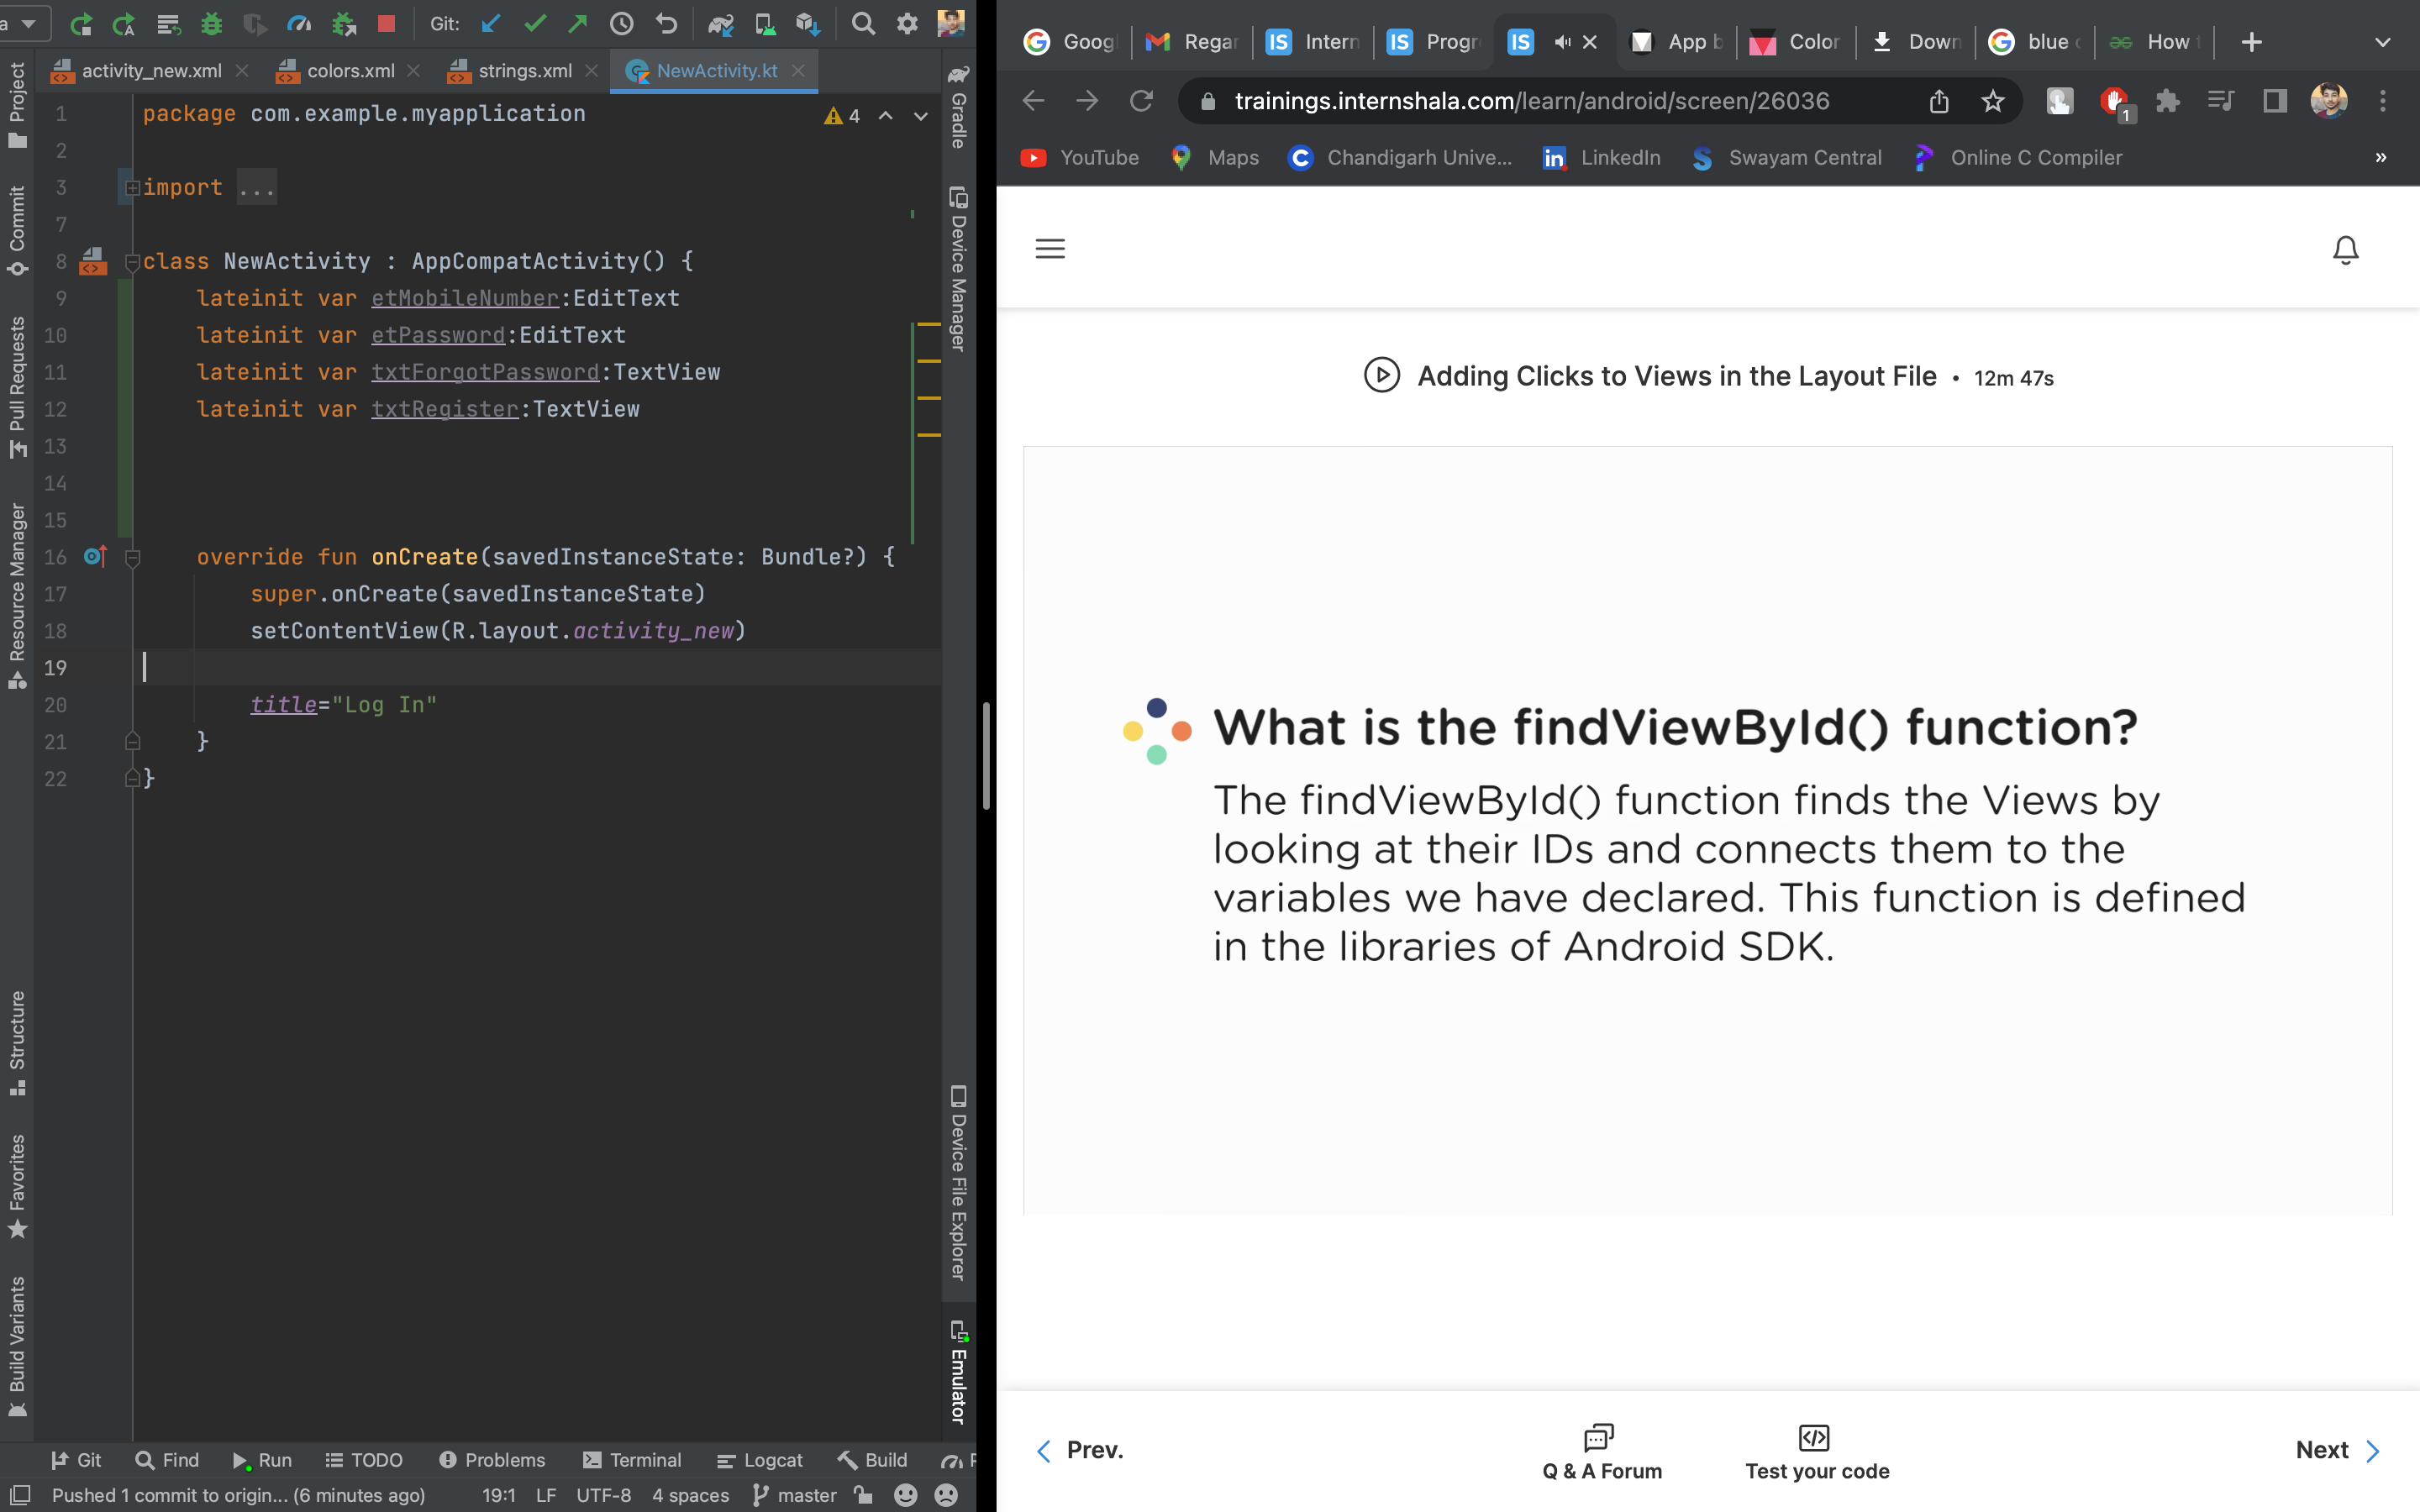 a
Git:
activity_new.xml
colors.xml
strings.xml
NewActivity.kt
Project
Commit
Pull Requests
Resource Manager
Structure
Favorites
Build Variants
1 package com.example.myapplication
4
2
3 import ...
7
8 class NewActivity : AppCompatActivity() {
9 lateinit var etMobileNumber:EditText
10 lateinit var etPassword:EditText
11 lateinit var txtForgotPassword:TextView
12 lateinit var txtRegister:TextView
13
14
15
16 override fun onCreate(savedInstanceState: Bundle?) {
17 super.onCreate(savedInstanceState)
18 setContentView(R.layout.activity_new)
19
20 title="Log In"
21 }
22 }
Gradle
Device Manager
Device File Explorer
Emulator
Git
Find
Run
TODO
Problems
Terminal
Logcat
Build
Pushed 1 commit to origin... (6 minutes ago)
19:1
LF
UTF-8
4 spaces
master
Goog
Regar
IS Intern
IS Progr
IS
App b
Color
Down
blue c
How t
trainings.internshala.com/learn/android/screen/26036
1
YouTube
Maps
C Chandigarh Unive...
in LinkedIn
S Swayam Central
Online C Compiler
»
Adding Clicks to Views in the Layout File • 12m 47s
What is the findViewById() function?
The findViewById() function finds the Views by
looking at their IDs and connects them to the
variables we have declared. This function is defined
in the libraries of Android SDK.
Prev.
Q & A Forum
Test your code
Next